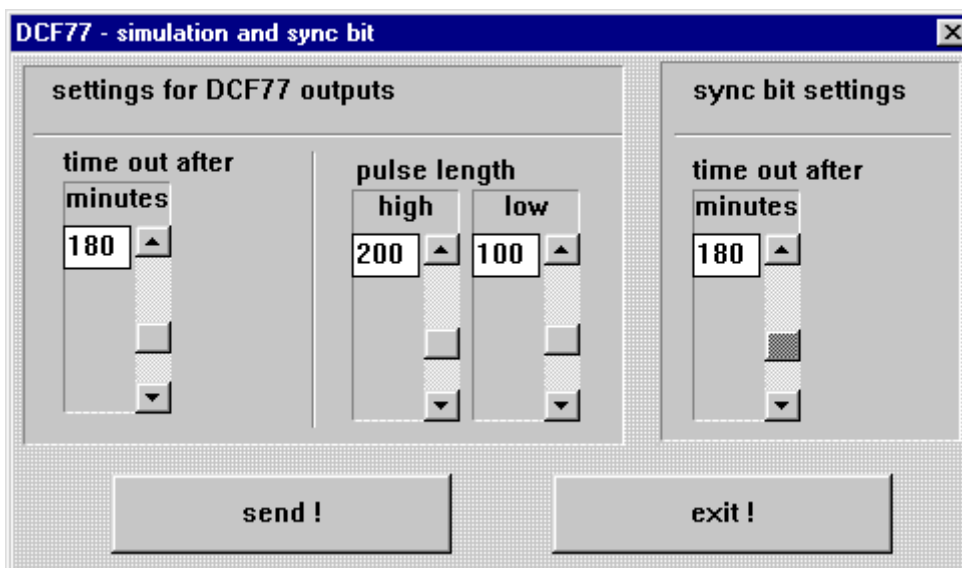 DCF77 - simulation and sync bit
settings for DCF77 outputs
time out after
minutes
180
pulse length
high low
200 100
sync bit settings
time out after
minutes
180
send !
exit !